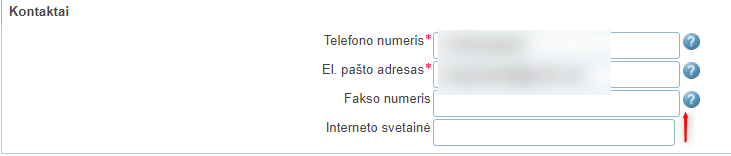 Kontaktai
Telefono numeris*
El. pašto adresas*
Fakso numeris
Interneto svetainė